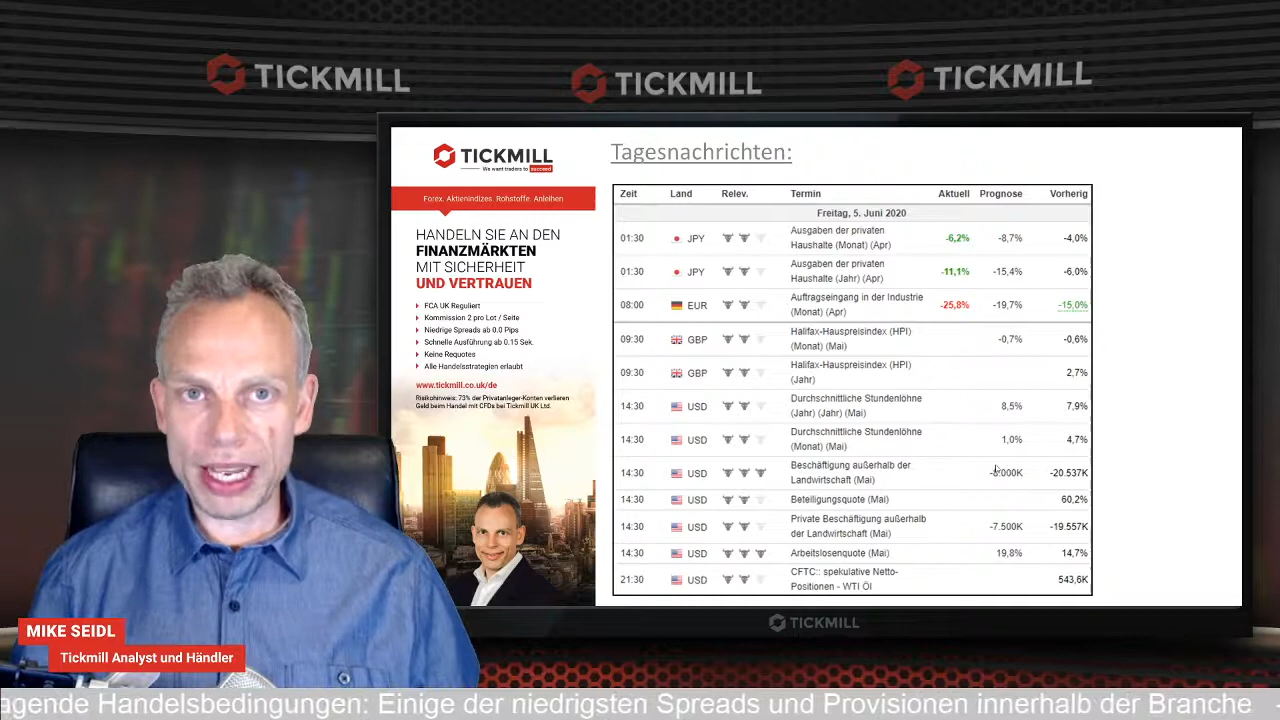 TICKMILL
TICKMILL
TICKMILL
TICKMILL
We want traders to succeed
Forex. Aktienindizes. Rohstoffe. Anleihen
HANDELN SIE AN DEN
FINANZMÄRKTEN
MIT SICHERHEIT
UND VERTRAUEN
FCA UK Reguliert
Kommission 2 pro Lot / Seite
Niedrige Spreads ab 0.0 Pips
Schnelle Ausführung ab 0.15 Sek.
Keine Requotes
Alle Handelsstrategien erlaubt
www.tickmill.co.uk/de
Risikohinweis: 73% der Privatanleger-Konten verlieren
Geld beim Handel mit CFDs bei Tickmill UK Ltd.
Tagesnachrichten:
Zeit Land Relev. Termin Aktuell Prognose Vorherig
Freitag, 5. Juni 2020
01:30 JPY Ausgaben der privaten -6,2% -8,7% -4,0%
Haushalte (Monat) (Apr)
01:30 JPY Ausgaben der privaten -11,1% -15,4% -6,0%
Haushalte (Jahr) (Apr)
08:00 EUR Auftragseingang in der Industrie -25,8% -19,7% -15,0%
(Monat) (Apr)
09:30 GBP Halifax-Hauspreisindex (HPI) -0,7% -0,6%
(Monat) (Mai)
09:30 GBP Halifax-Hauspreisindex (HPI) 2,7%
(Jahr)
14:30 USD Durchschnittliche Stundenlöhne 8,5% 7,9%
(Jahr) (Jahr) (Mai)
14:30 USD Durchschnittliche Stundenlöhne 1,0% 4,7%
(Monat) (Mai)
14:30 USD Beschäftigung außerhalb der -20.537K
Landwirtschaft (Mai)
14:30 USD Beteiligungsquote (Mai) 60,2%
14:30 USD Private Beschäftigung außerhalb -7.500K -19.557K
der Landwirtschaft (Mai)
14:30 USD Arbeitslosenquote (Mai) 19,8% 14,7%
21:30 USD CFTC:: spekulative Netto- 543,6K
Positionen - WTI Öl
TICKMILL
MIKE SEIDL
Tickmill Analyst und Händler
agende Handelsbedingungen: Einige der niedrigsten Spreads und Provisionen innerhalb der Branche